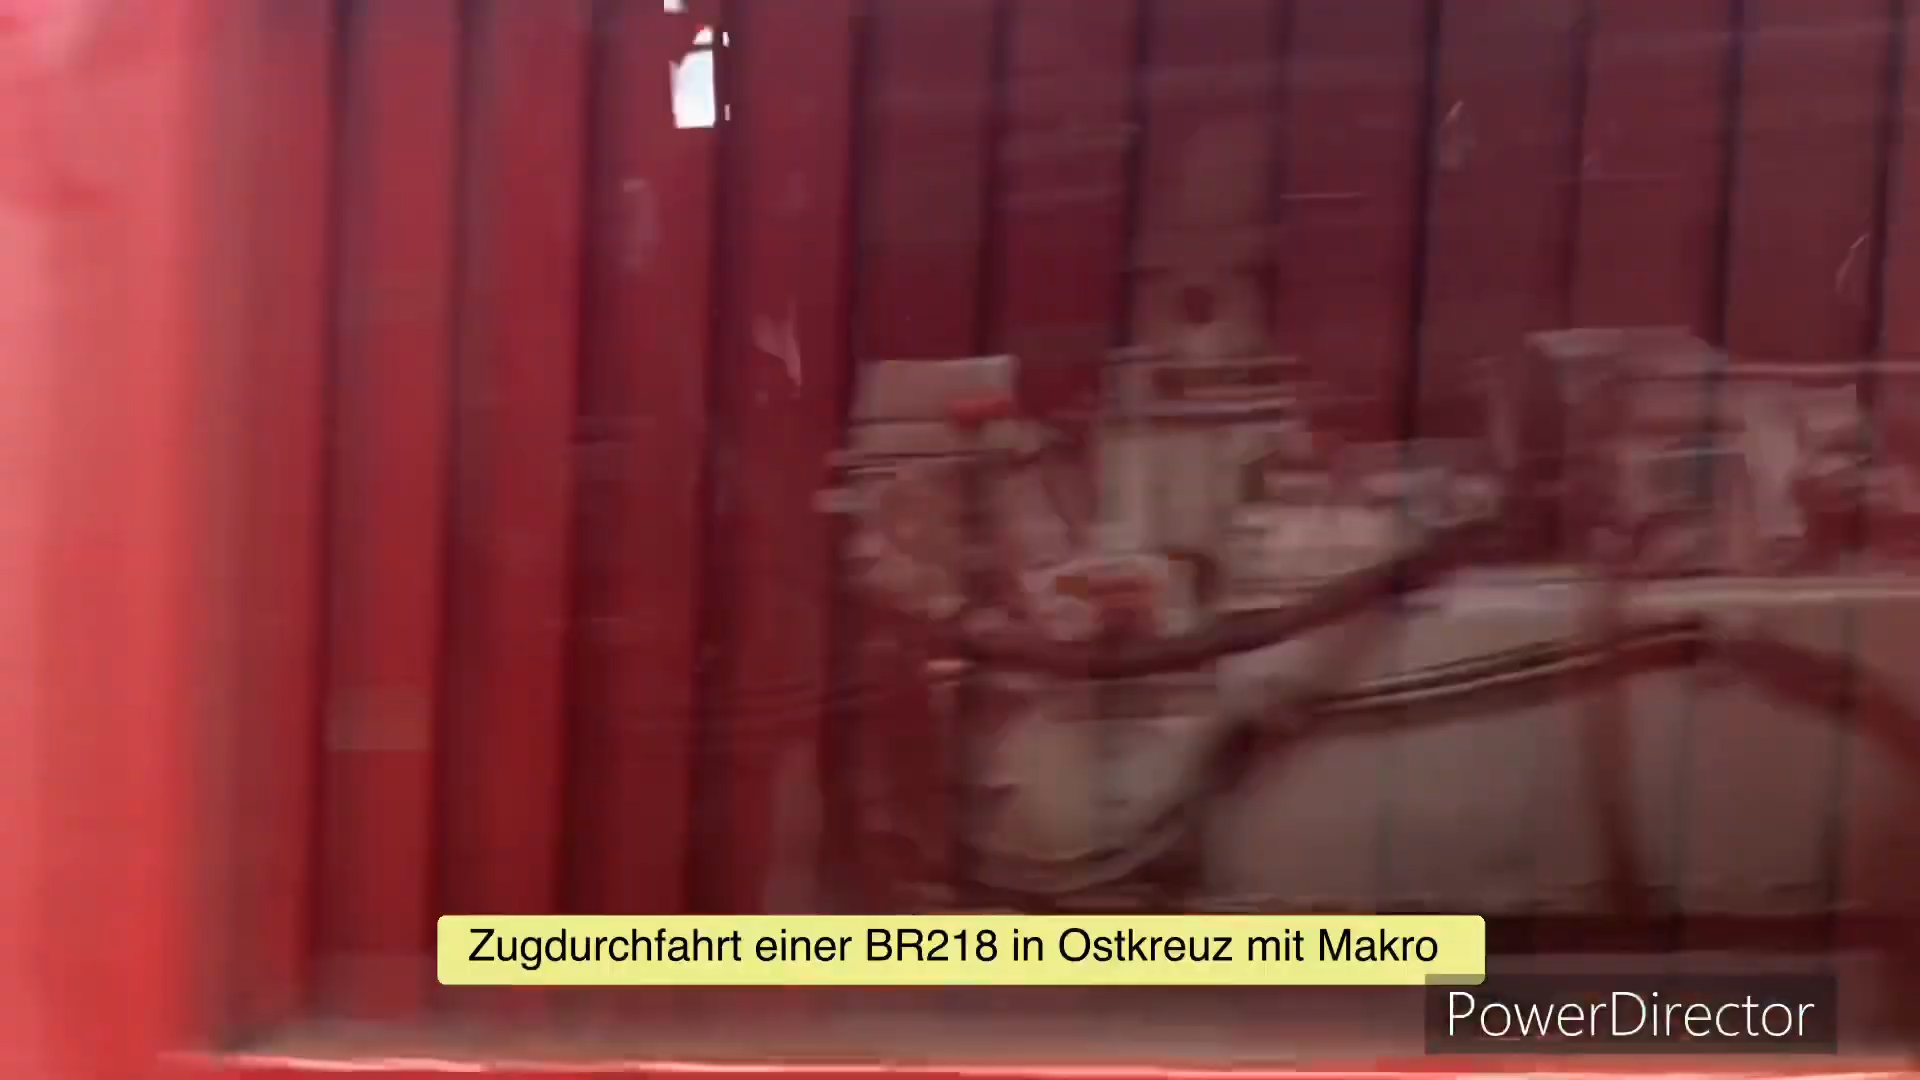 Zugdurchfahrt einer BR218 in Ostkreuz mit Makro
PowerDirector